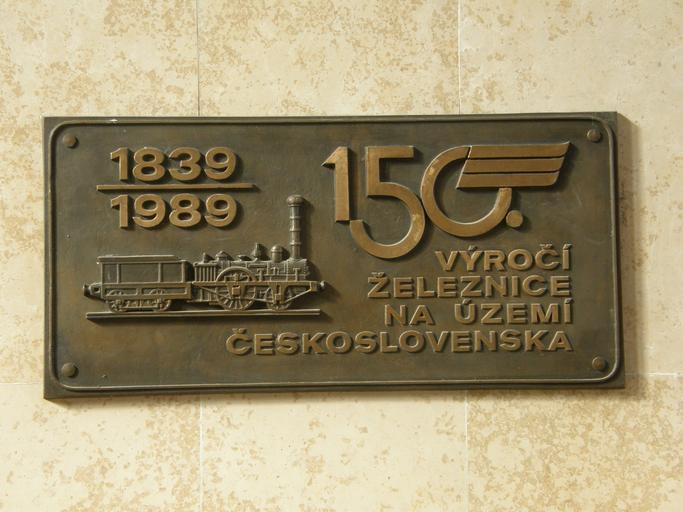 1839
1989
150.
VÝROČÍ
ŽELEZNICE
NA ÚZEMÍ
ČESKOSLOVENSKA